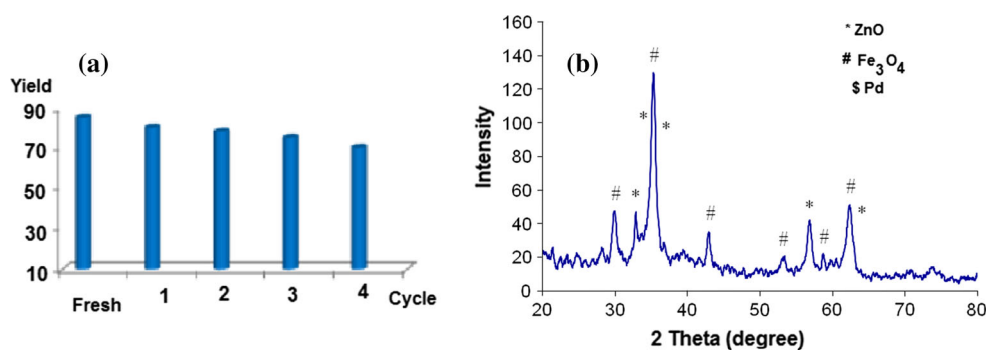 (a)
Yield
90
70
50
30
10
Fresh 1 2 3 4 Cycle
(b)
160
140
120
100
80
60
40
20
0
Intensity
* ZnO
# Fe3O4
$ Pd
#
* *
# * # # * # # *
20 30 40 50 60 70 80
2 Theta (degree)